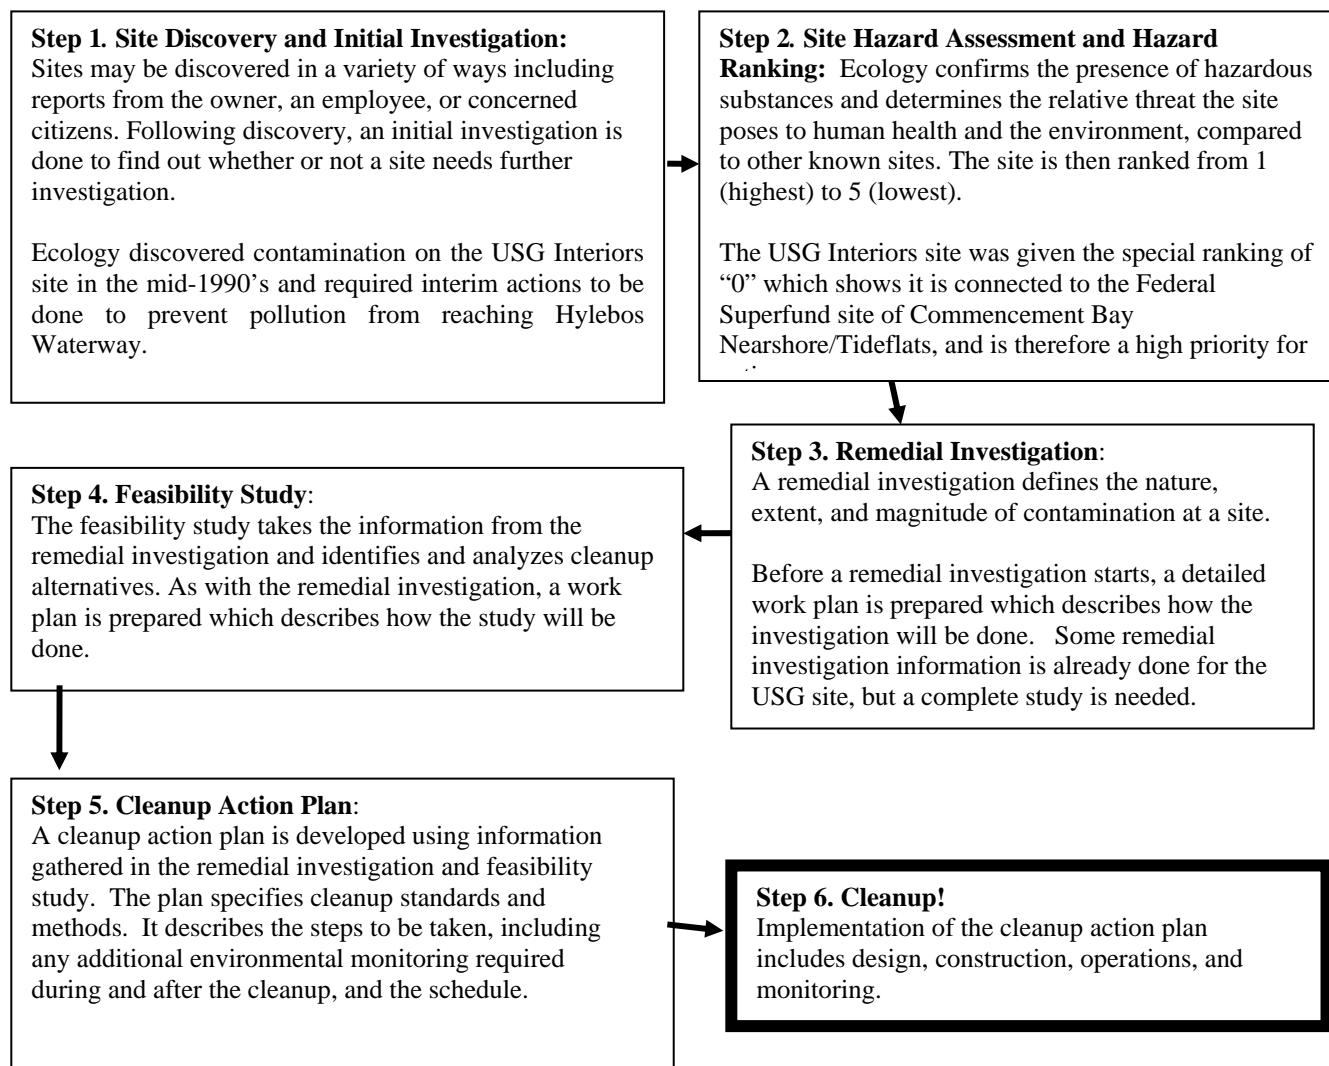 Step 1. Site Discovery and Initial Investigation:
Sites may be discovered in a variety of ways including
reports from the owner, an employee, or concerned
citizens. Following discovery, an initial investigation is
done to find out whether or not a site needs further
investigation.
Ecology discovered contamination on the USG Interiors
site in the mid-1990’s and required interim actions to be
done to prevent pollution from reaching Hylebos
Waterway.
Step 2. Site Hazard Assessment and Hazard
Ranking: Ecology confirms the presence of hazardous
substances and determines the relative threat the site
poses to human health and the environment, compared
to other known sites. The site is then ranked from 1
(highest) to 5 (lowest).
The USG Interiors site was given the special ranking of
“0” which shows it is connected to the Federal
Superfund site of Commencement Bay
Nearshore/Tideflats, and is therefore a high priority for
Step 3. Remedial Investigation:
A remedial investigation defines the nature,
extent, and magnitude of contamination at a site.
Before a remedial investigation starts, a detailed
work plan is prepared which describes how the
investigation will be done. Some remedial
investigation information is already done for the
USG site, but a complete study is needed.
Step 4. Feasibility Study:
The feasibility study takes the information from the
remedial investigation and identifies and analyzes cleanup
alternatives. As with the remedial investigation, a work
plan is prepared which describes how the study will be
done.
Step 5. Cleanup Action Plan:
A cleanup action plan is developed using information
gathered in the remedial investigation and feasibility
study. The plan specifies cleanup standards and
methods. It describes the steps to be taken, including
any additional environmental monitoring required
during and after the cleanup, and the schedule.
Step 6. Cleanup!
Implementation of the cleanup action plan
includes design, construction, operations, and
monitoring.